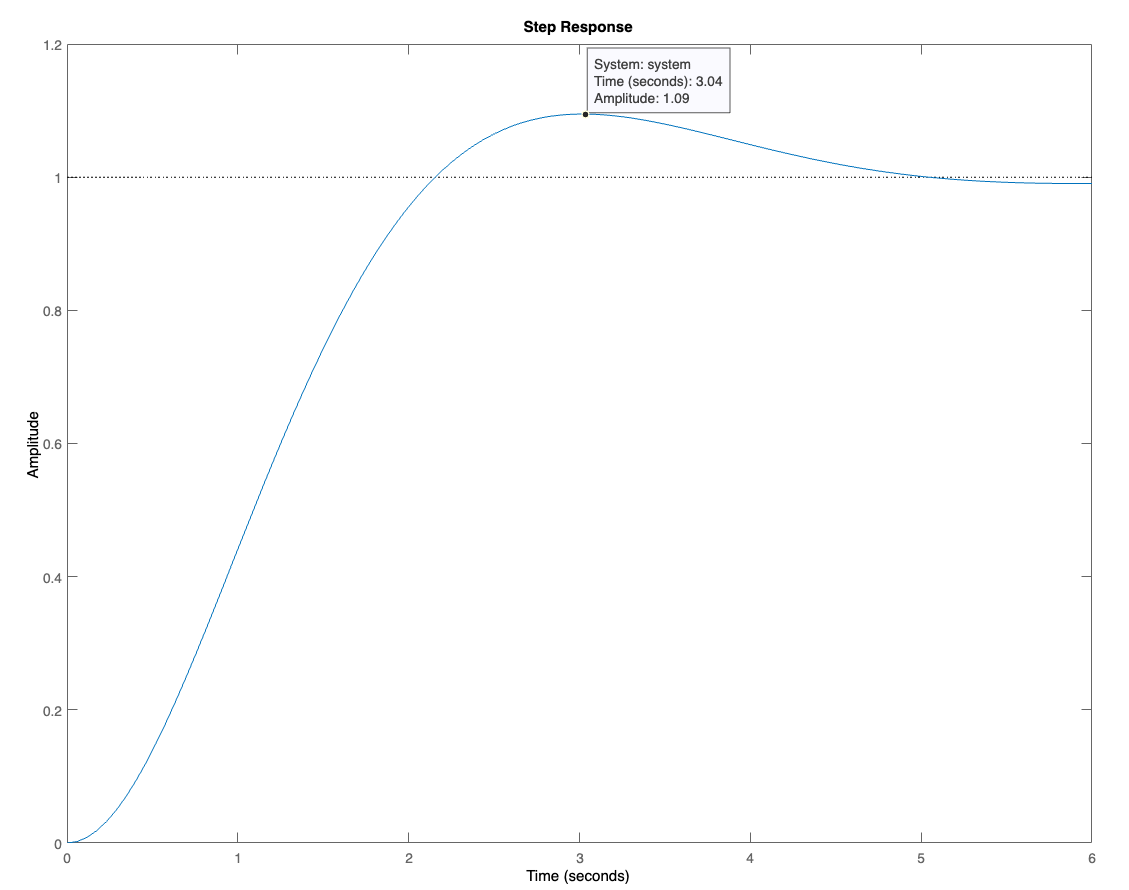 Step Response
System: system
Time (seconds): 3.04
Amplitude: 1.09
1.2
1
0.8
0.6
0.4
0.2
0
Amplitude
0 1 2 3 4 5 6
Time (seconds)